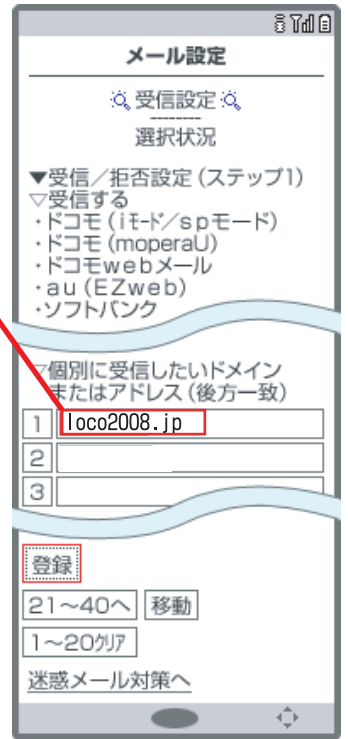 メール設定
受信設定
--------
選択状況
▼受信／拒否設定(ステップ1)
▽受信する
・ドコモ(iﾓｰﾄﾞ／spモード)
・ドコモ(moperaU)
・ドコモwebメール
・au(EZweb)
・ソフトバンク
▽個別に受信したいドメイン
またはアドレス(後方一致)
1 loco2008.jp
2
3
登録
21～40へ 移動
1～20ｸﾘｱ
迷惑メール対策へ